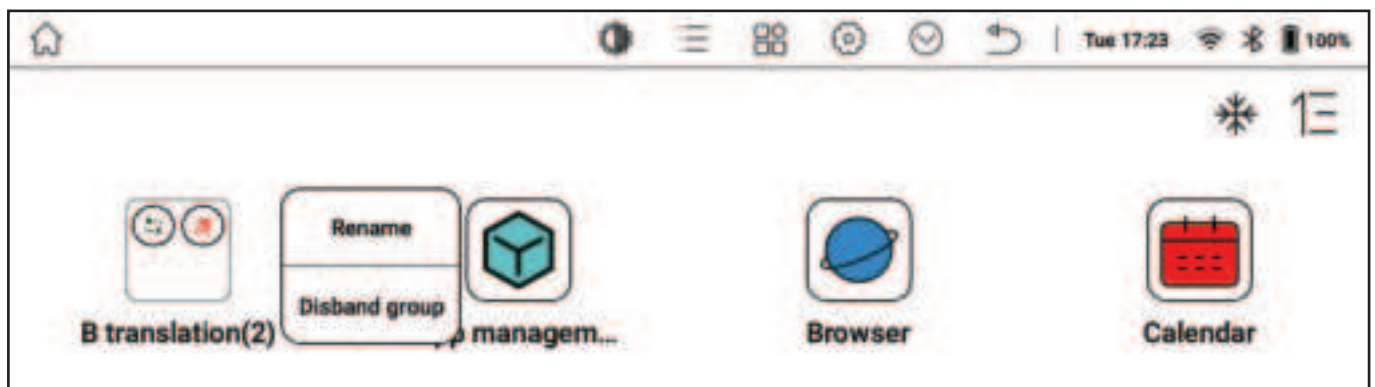 Tue 17:23 100%
Rename
Disband group
B translation(2) p managem... Browser Calendar